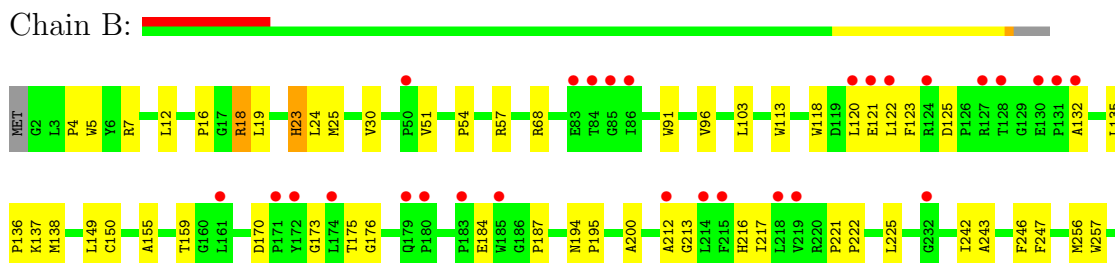 Chain B:
MET G2 L3 P4 W5 Y6 R7 L12 P16 G17 R18 L19 H23 L24 M25 V30 P50 V51 P54 R57 R68 E83 T84 G85 I86 W91 V96 L103 W113 W118 D119 L120 E121 L122 F123 R124 D125 P126 R127 T128 G129 E130 P131 A132 L135
P136 K137 M138 L149 C150 A155 T159 G160 L161 D170 P171 Y172 G173 L174 T175 G176 Q179 P180 P183 E184 W185 G186 P187 N194 P195 A200 A212 G213 L214 F215 H216 I217 L218 V219 R220 P221 P222 L225 G232 I242 A243 F246 F247 M256 W257